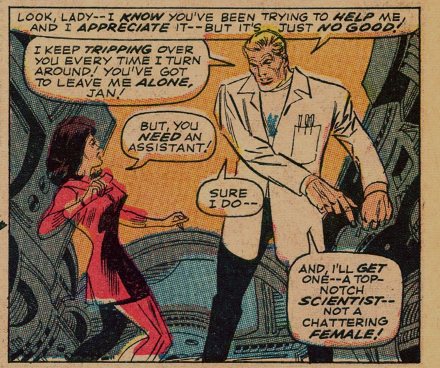 LOOK, LADY--I KNOW YOU'VE BEEN TRYING TO HELP ME,
AND I APPRECIATE IT--BUT IT'S JUST NO GOOD!
I KEEP TRIPPING OVER
YOU EVERY TIME I TURN
AROUND! YOU'VE GOT
TO LEAVE ME ALONE,
JAN!
BUT, YOU
NEED AN
ASSISTANT!
SURE
I DO--
AND, I'LL GET
ONE--A TOP-
NOTCH
SCIENTIST--
NOT A
CHATTERING
FEMALE!